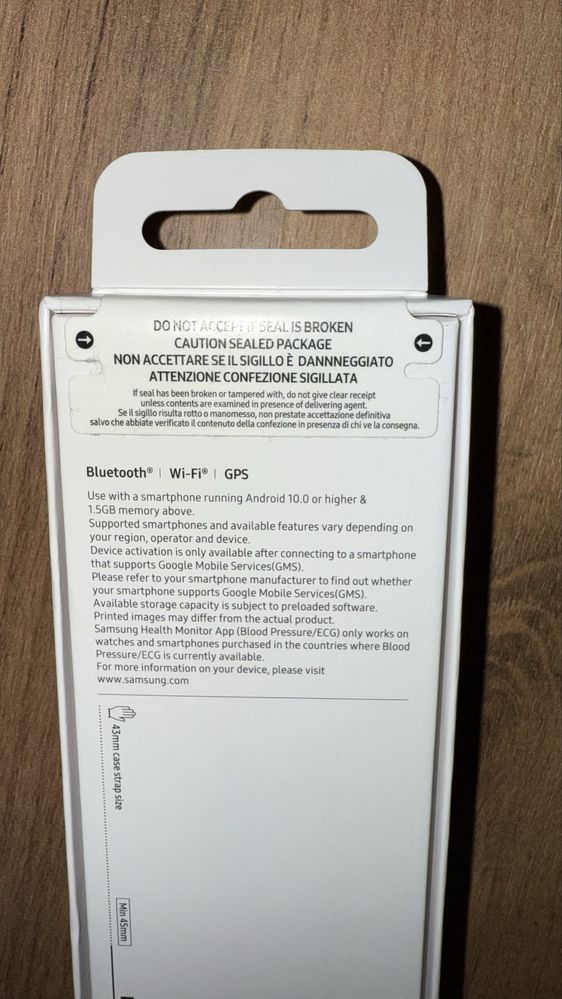 DO NOT ACCEPT IF SEAL IS BROKEN
CAUTION SEALED PACKAGE
NON ACCETTARE SE IL SIGILLO È DANNNEGGIATO
ATTENZIONE CONFEZIONE SIGILLATA
If seal has been broken or tampered with, do not give clear receipt
unless contents are examined in presence of delivering agent.
Se il sigillo risulta rotto o manomesso, non prestate accettazione definitiva
salvo che abbiate verificato il contenuto della confezione in presenza di chi ve la consegna.
Bluetooth® | Wi-Fi® | GPS
Use with a smartphone running Android 10.0 or higher &
1.5GB memory above.
Supported smartphones and available features vary depending on
your region, operator and device.
Device activation is only available after connecting to a smartphone
that supports Google Mobile Services(GMS).
Please refer to your smartphone manufacturer to find out whether
your smartphone supports Google Mobile Services(GMS).
Available storage capacity is subject to preloaded software.
Printed images may differ from the actual product.
Samsung Health Monitor App (Blood Pressure/ECG) only works on
watches and smartphones purchased in the countries where Blood
Pressure/ECG is currently available.
For more information on your device, please visit
www.samsung.com
43mm case strap size
Min 45mm